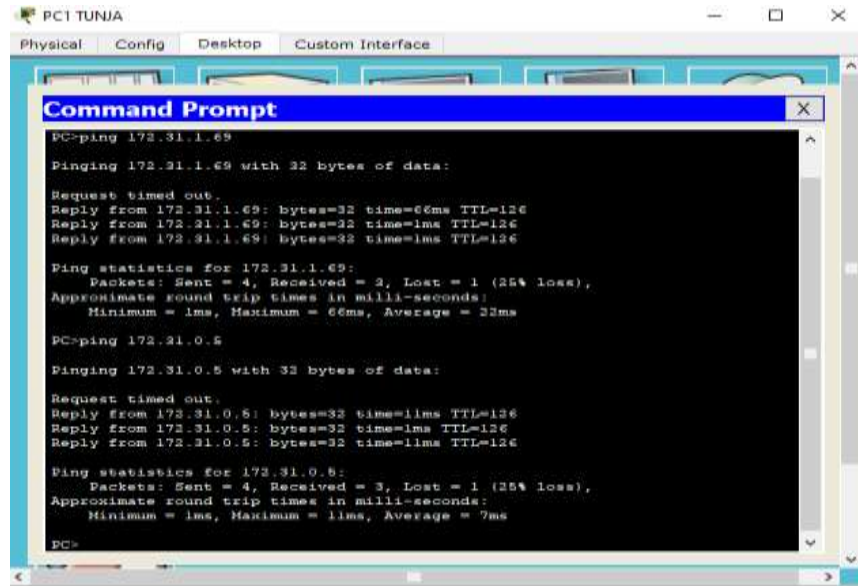 PC1 TUNJA
Physical Config Desktop Custom Interface
Command Prompt X
PC>ping 172.31.1.69
Pinging 172.31.1.69 with 32 bytes of data:
Request timed out.
Reply from 172.31.1.69: bytes=32 time=66ms TTL=126
Reply from 172.31.1.69: bytes=32 time=1ms TTL=126
Reply from 172.31.1.69: bytes=32 time=1ms TTL=126
Ping statistics for 172.31.1.69:
Packets: Sent = 4, Received = 3, Lost = 1 (25% loss),
Approximate round trip times in milli-seconds:
Minimum = 1ms, Maximum = 66ms, Average = 22ms
PC>ping 172.31.0.5
Pinging 172.31.0.5 with 32 bytes of data:
Request timed out.
Reply from 172.31.0.5: bytes=32 time=11ms TTL=126
Reply from 172.31.0.5: bytes=32 time=1ms TTL=126
Reply from 172.31.0.5: bytes=32 time=11ms TTL=126
Ping statistics for 172.31.0.5:
Packets: Sent = 4, Received = 3, Lost = 1 (25% loss),
Approximate round trip times in milli-seconds:
Minimum = 1ms, Maximum = 11ms, Average = 7ms
PC>